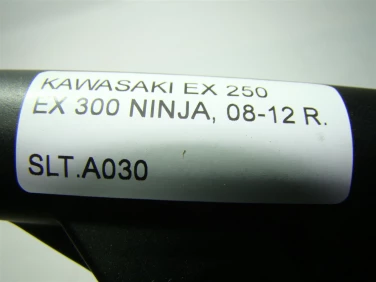 KAWASAKI EX 250
EX 300 NINJA, 08-12 R.
SLT.A030